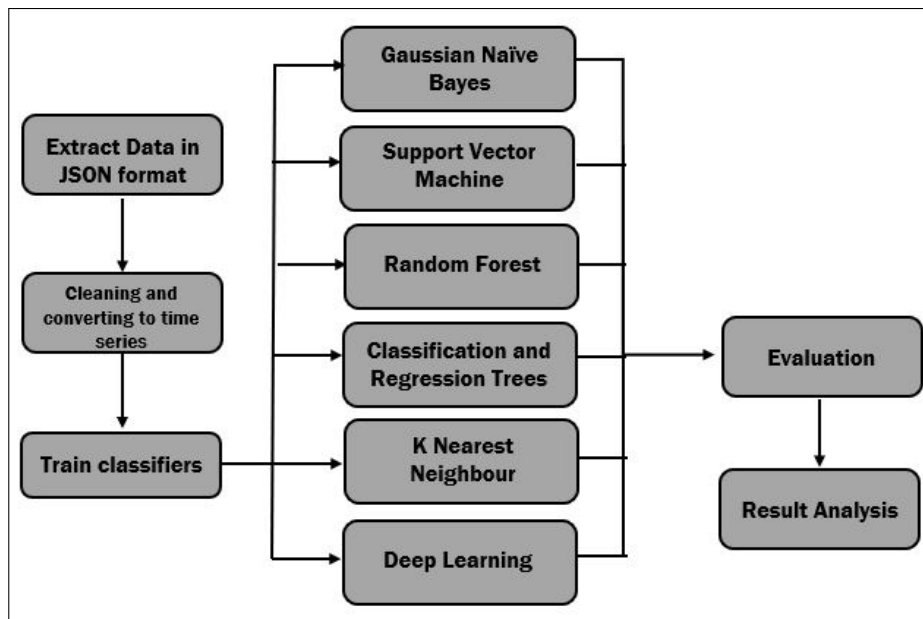 Extract Data in
JSON format
Cleaning and
converting to time
series
Train classifiers
Gaussian Naïve
Bayes
Support Vector
Machine
Random Forest
Classification and
Regression Trees
K Nearest
Neighbour
Deep Learning
Evaluation
Result Analysis